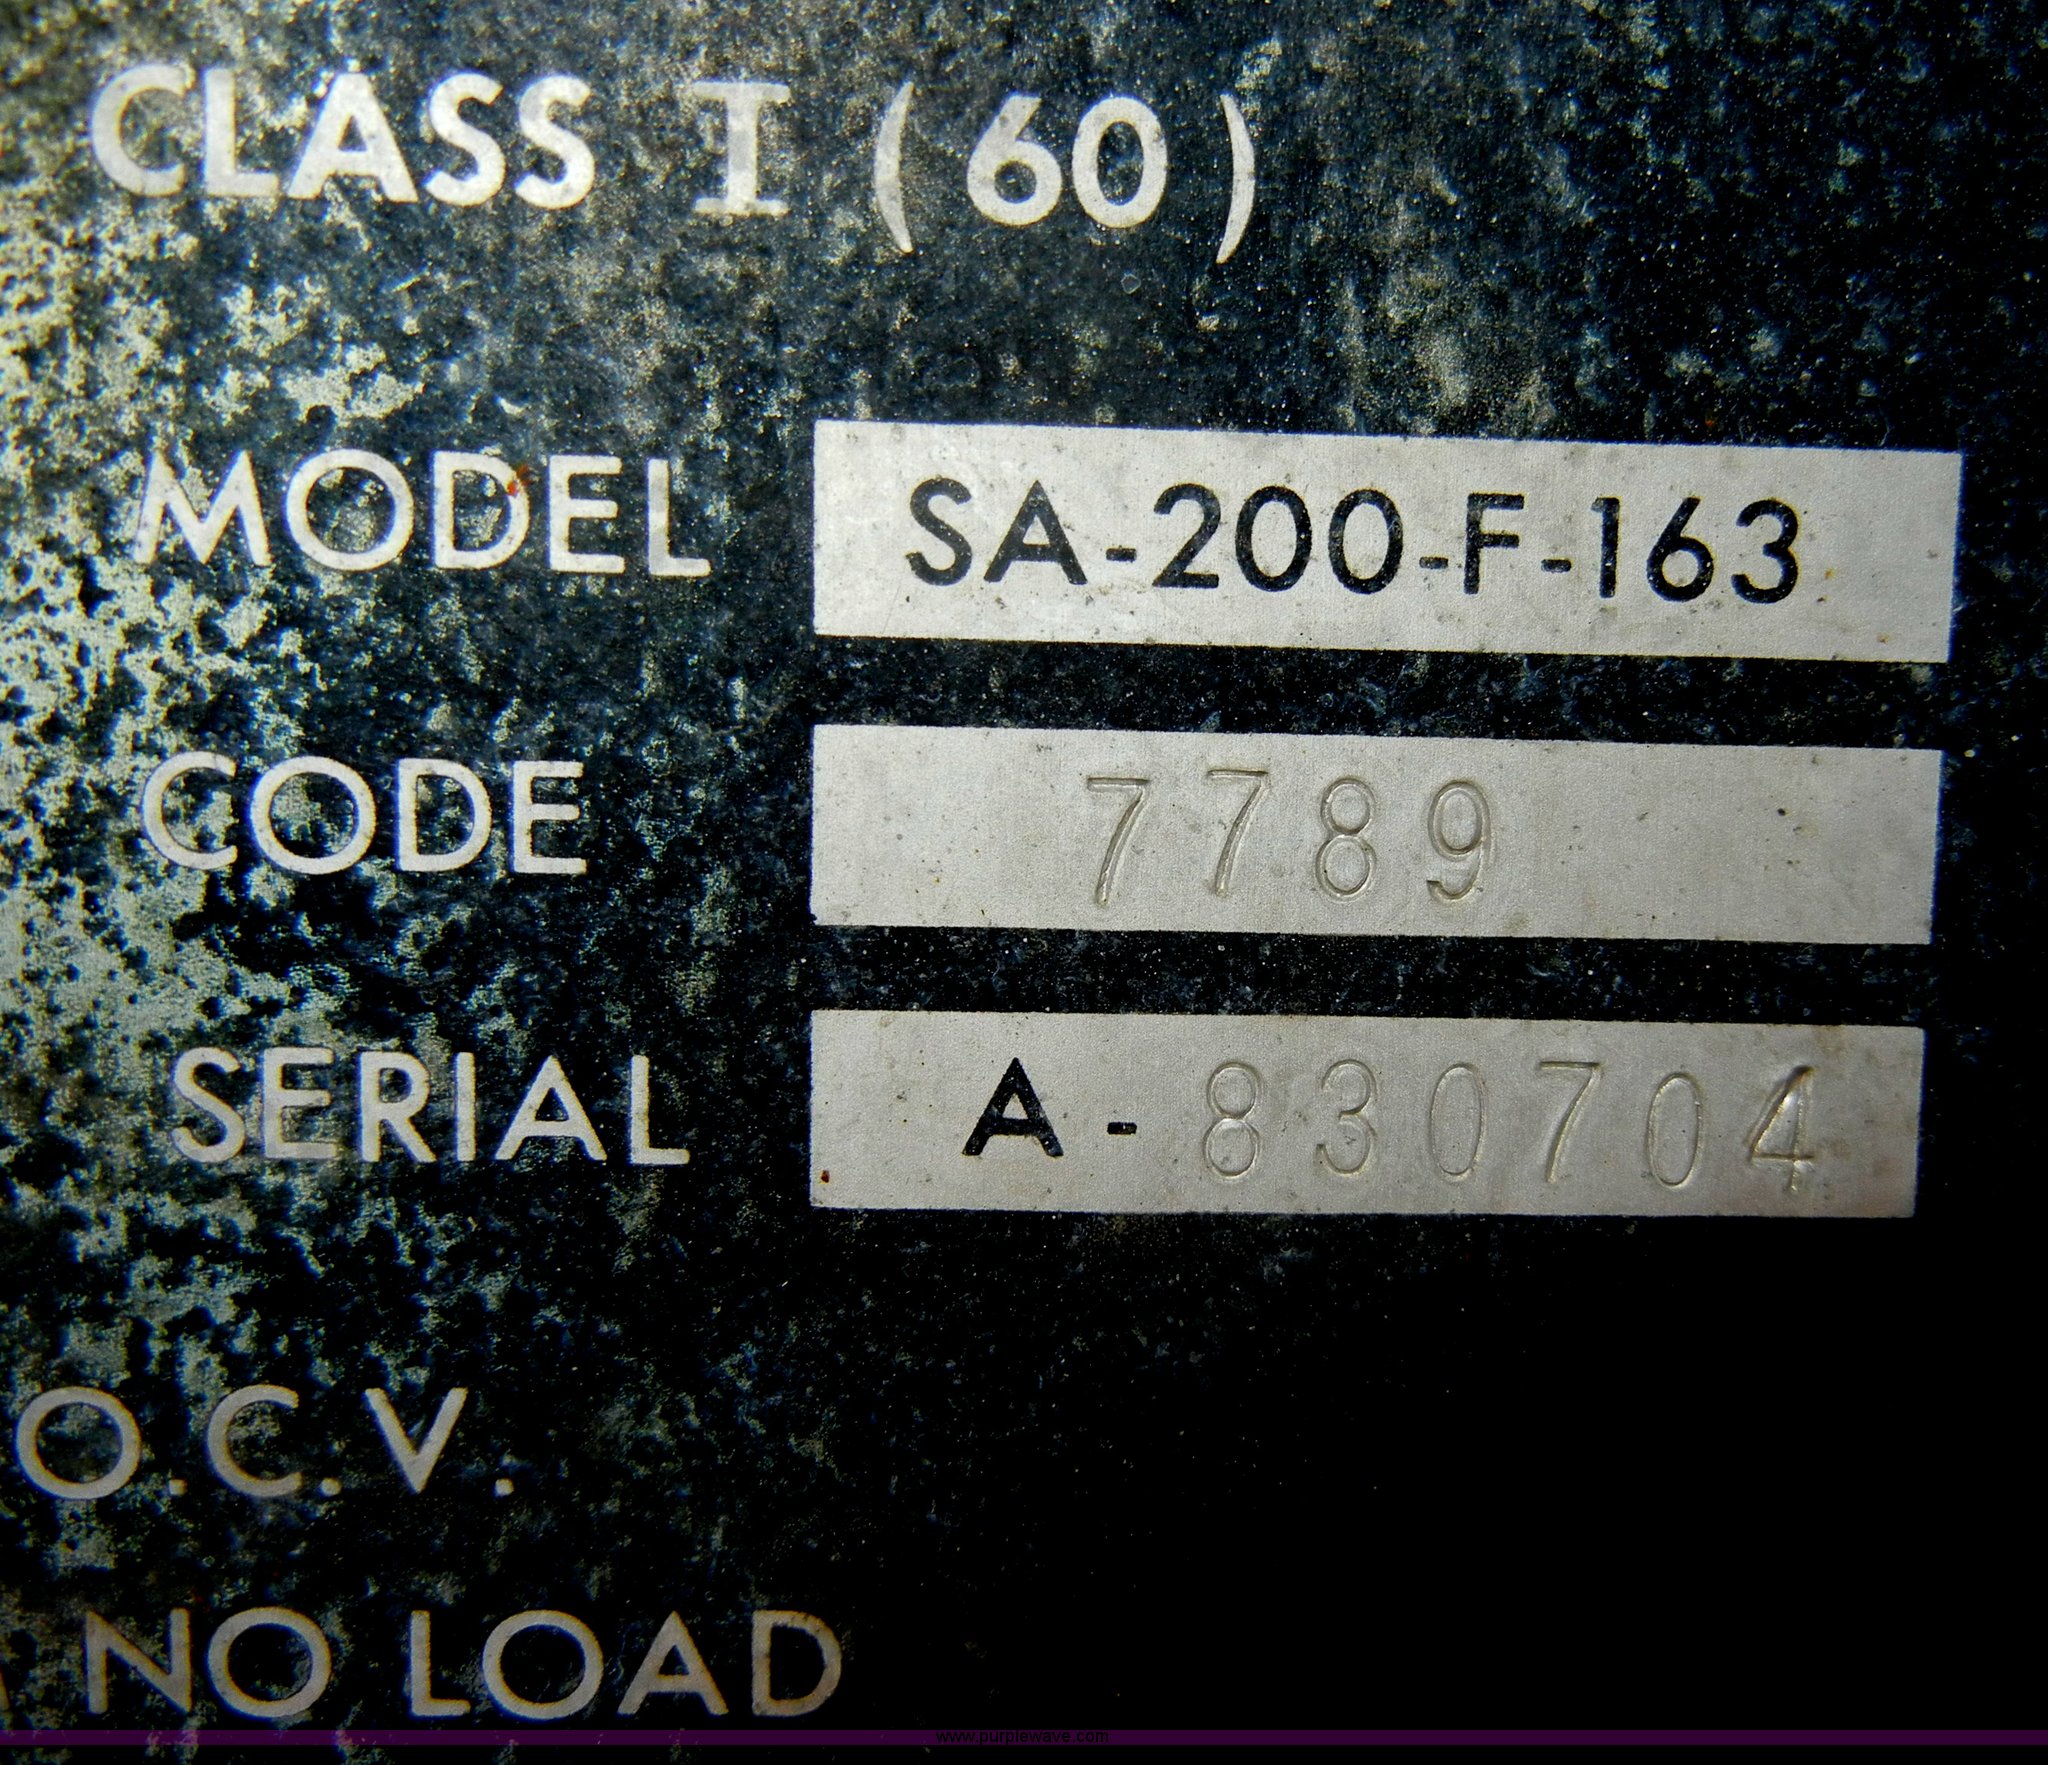 CLASS I (60)
MODEL SA-200-F-163
CODE 7789
SERIAL A-830704
O.C.V.
NO LOAD
www.purplewave.com